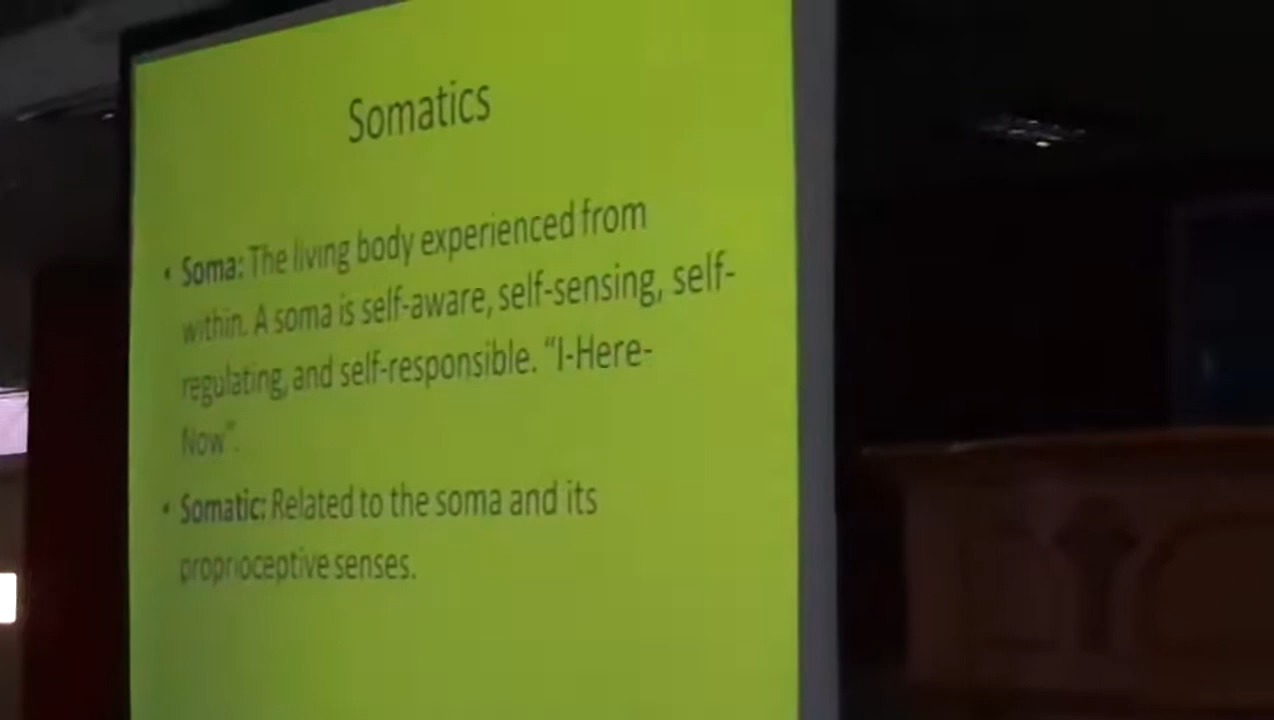 Somatics
• Soma: The living body experienced from
within. A soma is self-aware, self-sensing, self-
regulating, and self-responsible. “I-Here-
Now”.
• Somatic: Related to the soma and its
proprioceptive senses.